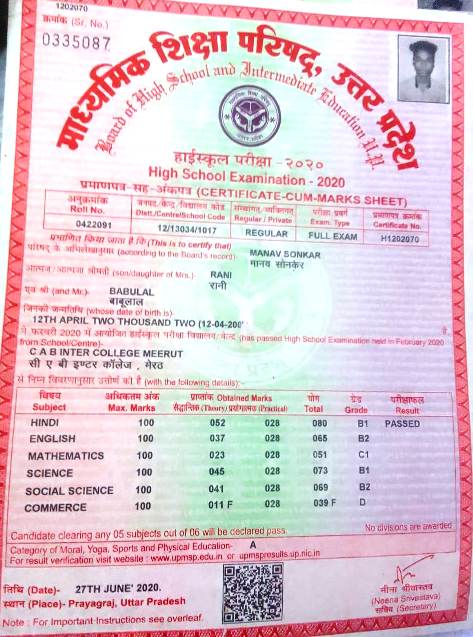 1202070
क्रमांक (Sr. No.)
0335087
माध्यमिक शिक्षा परिषद्, उत्तर प्रदेश
Board of High School and Intermediate Education U.P.
हाईस्कूल परीक्षा - २०२०
High School Examination - 2020
प्रमाणपत्र-सह-अंकपत्र (CERTIFICATE-CUM-MARKS SHEET)
अनुक्रमांक जनपद/केन्द्र/विद्यालय कोड संस्थागत/व्यक्तिगत परीक्षा प्रकार प्रमाणपत्र क्रमांक
Roll No. Distt./Centre/School Code Regular / Private Exam. Type Certificate No.
0422091 12/13034/1017 REGULAR FULL EXAM H1202070
प्रमाणित किया जाता है कि (This is to certify that)
परिषद के अभिलेखानुसार (according to the Board's record) MANAV SONKAR
मानव सोनकर
आत्मज / आत्मजा श्रीमती (son/daughter of Mrs.) RANI
रानी
एवं श्री (and Mr.) BABULAL
बाबूलाल
जिनकी जन्मतिथि (whose date of birth is)
12TH APRIL TWO THOUSAND TWO (12-04-200
है,
ने फरवरी 2020 में आयोजित हाईस्कूल परीक्षा विद्यालय/केन्द्र (has passed High School Examination held in February 2020
from School/Centre)-
C A B INTER COLLEGE MEERUT
सी ए बी इण्टर कॉलेज , मेरठ
से निम्न विवरणानुसार उत्तीर्ण की है (with the following details):-
विषय अधिकतम अंक प्राप्तांक Obtained Marks योग ग्रेड परीक्षाफल
Subject Max. Marks सैद्धान्तिक (Theory) प्रयोगात्मक (Practical) Total Grade Result
HINDI 100 052 028 080 B1 PASSED
ENGLISH 100 037 028 065 B2
MATHEMATICS 100 023 028 051 C1
SCIENCE 100 045 028 073 B1
SOCIAL SCIENCE 100 041 028 069 B2
COMMERCE 100 011 F 028 039 F D
Candidate clearing any 05 subjects out of 06 will be declared pass. No divisions are awarded
Category of Moral, Yoga, Sports and Physical Education- A
For result verification visit website : www.upmsp.edu.in or upmspresults.up.nic.in
तिथि (Date)- 27TH JUNE' 2020.
स्थान (Place)- Prayagraj, Uttar Pradesh
Note : For Important Instructions see overleaf.
नीना श्रीवास्तव
(Neena Srivastava)
सचिव (Secretary)